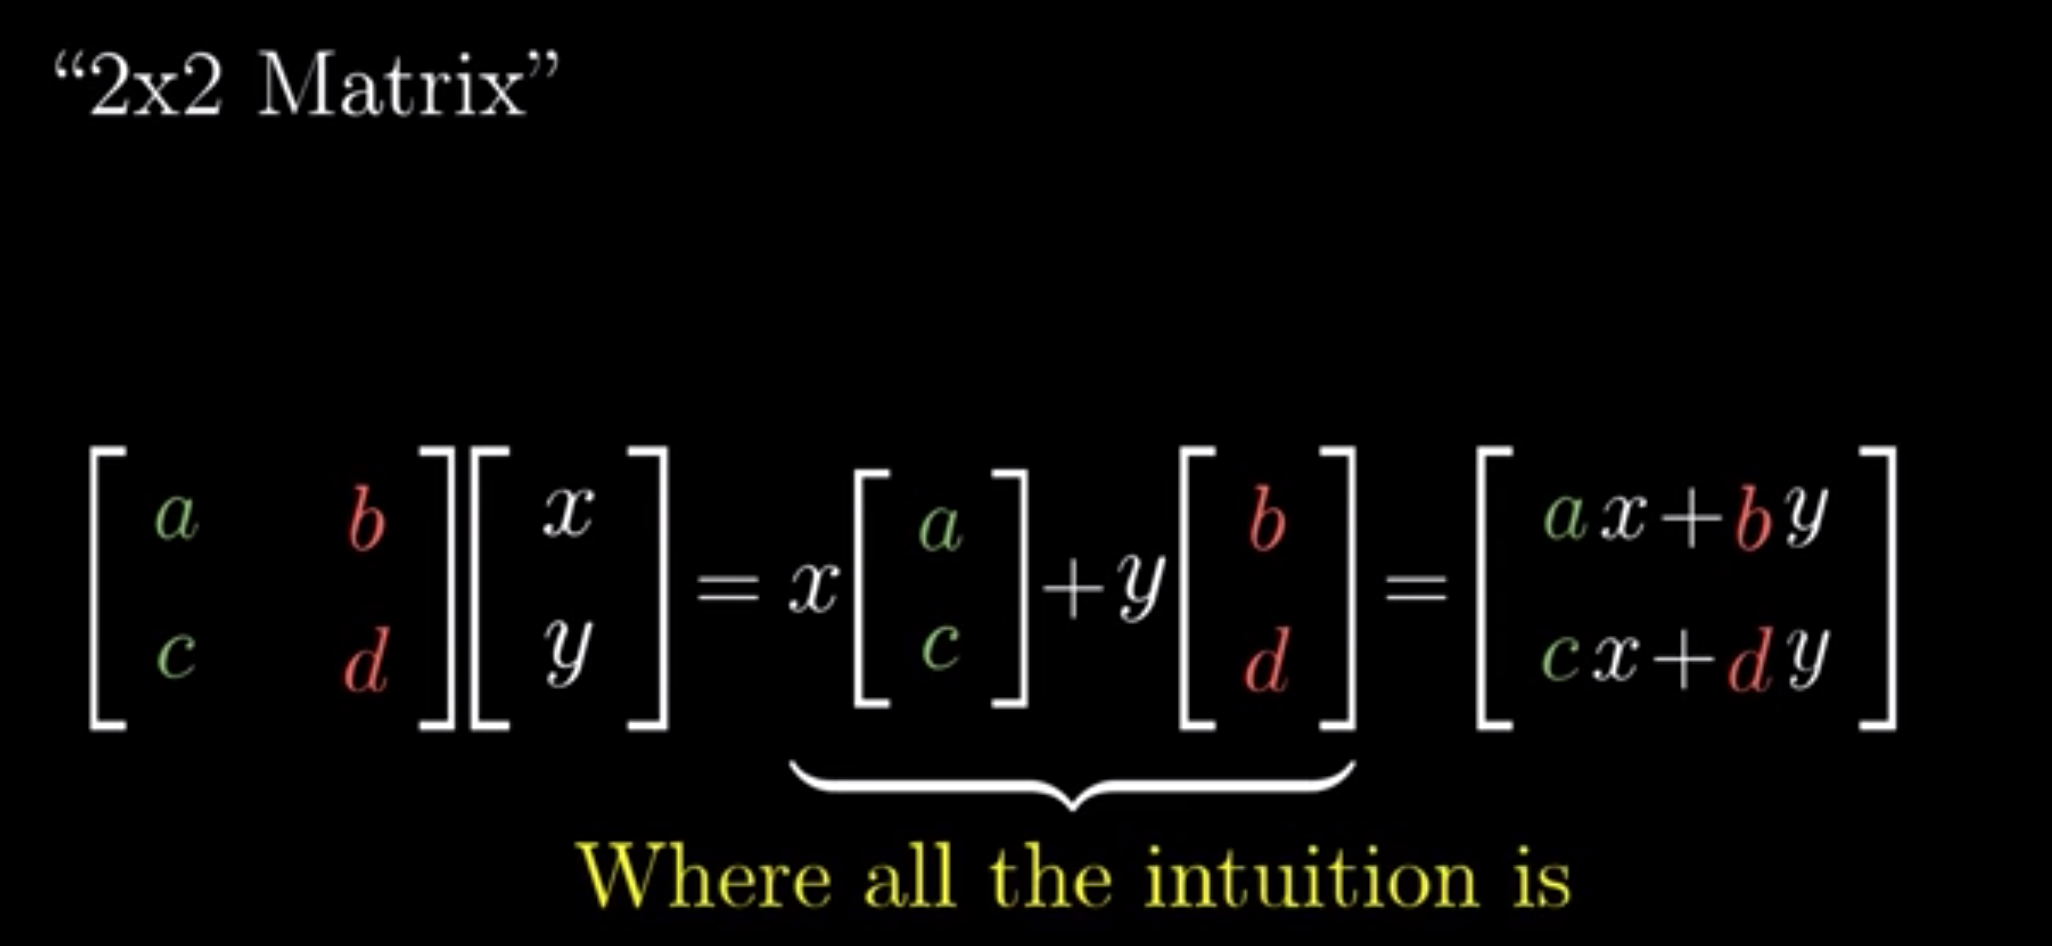 “2x2 Matrix”
[a b; c d] [x; y] = x [a; c] + y [b; d] = [ax+by; cx+dy]
Where all the intuition is